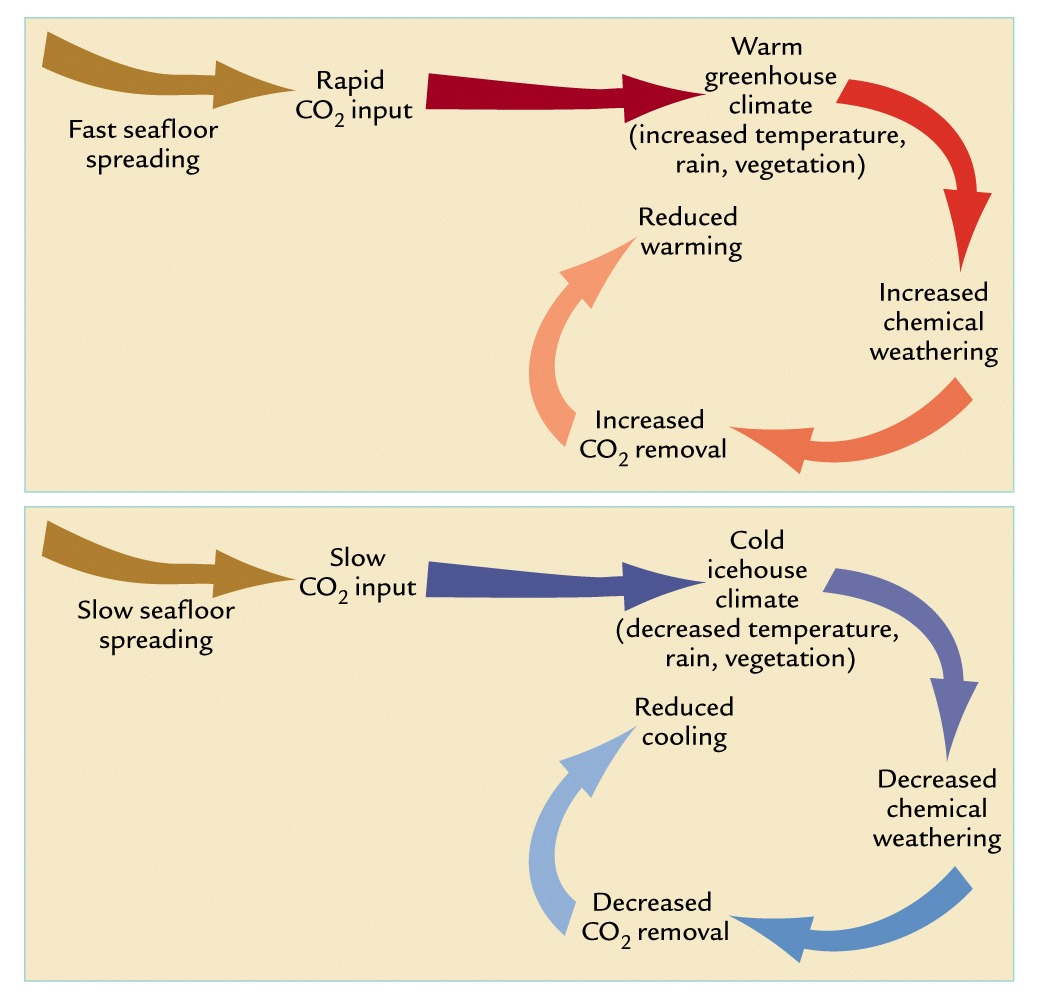 Fast seafloor
spreading
Rapid
CO₂ input
Warm
greenhouse
climate
(increased temperature,
rain, vegetation)
Increased
chemical
weathering
Increased
CO₂ removal
Reduced
warming
Slow seafloor
spreading
Slow
CO₂ input
Cold
icehouse
climate
(decreased temperature,
rain, vegetation)
Decreased
chemical
weathering
Decreased
CO₂ removal
Reduced
cooling